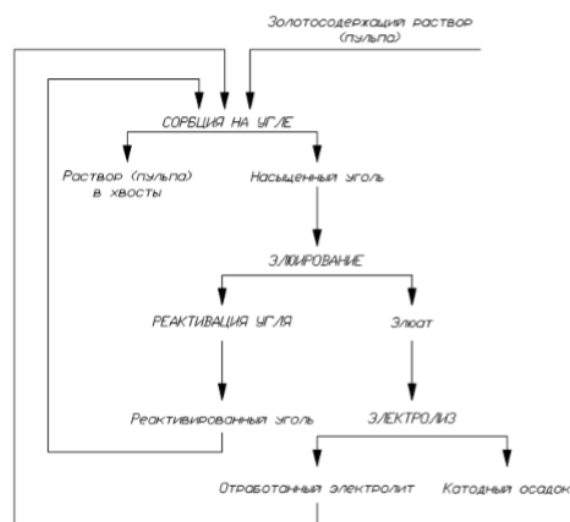 Золотосодержащий раствор
(пульпа)
СОРБЦИЯ НА УГЛЕ
Раствор (пульпа)
в хвосты
Насыщенный уголь
ЭЛЮИРОВАНИЕ
РЕАКТИВАЦИЯ УГЛЯ
Элюат
Реактивированный уголь
ЭЛЕКТРОЛИЗ
Отработанный электролит
Катодный осадок